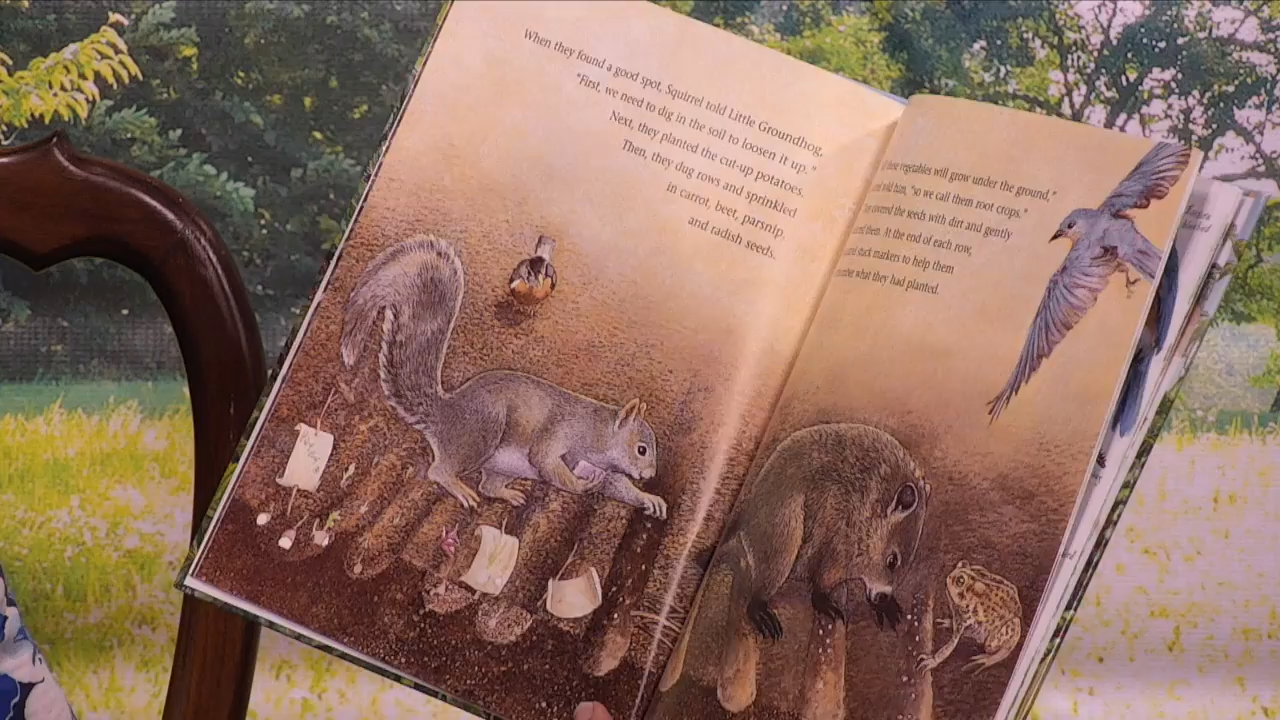 When they found a good spot, Squirrel told Little Groundhog,
"First, we need to dig in the soil to loosen it up."
Next, they planted the cut-up potatoes.
Then, they dug rows and sprinkled
in carrot, beet, parsnip
and radish seeds.
vegetables will grow under the ground,"
told him, "so we call them root crops."
covered the seeds with dirt and gently
them. At the end of each row,
stuck markers to help them
what they had planted.